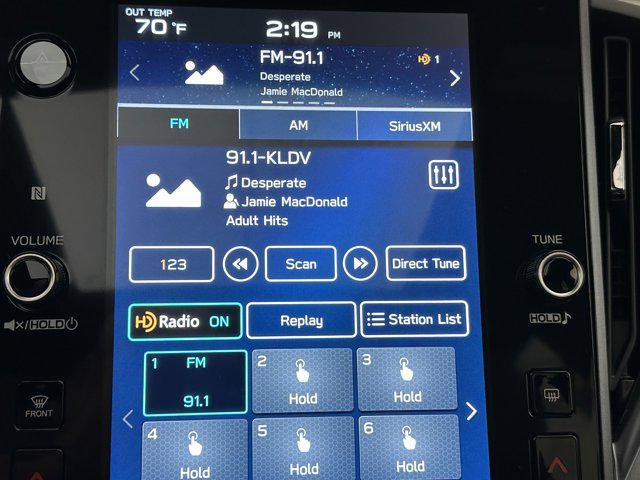 OUT TEMP
70 °F
2:19 PM
FM-91.1
HD 1
Desperate
Jamie MacDonald
FM AM SiriusXM
91.1-KLDV
Desperate
Jamie MacDonald
Adult Hits
VOLUME
TUNE
123 Scan Direct Tune
HOLD
HOLD
HD Radio ON Replay Station List
1 FM 2 3
91.1 Hold Hold
FRONT
4 5 6
Hold Hold Hold